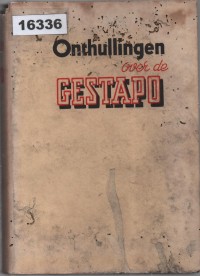 16336
Onthullingen
over de
GESTAPO